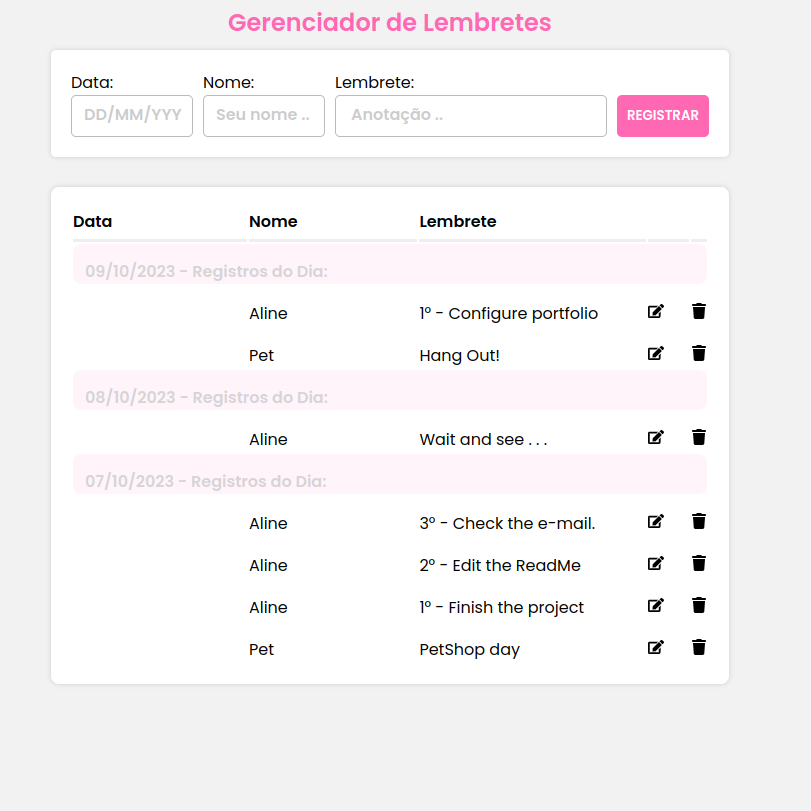 Gerenciador de Lembretes
Data: Nome: Lembrete:
DD/MM/YYY Seu nome .. Anotação .. REGISTRAR
Data Nome Lembrete
09/10/2023 - Registros do Dia:
Aline 1º - Configure portfolio
Pet Hang Out!
08/10/2023 - Registros do Dia:
Aline Wait and see . . .
07/10/2023 - Registros do Dia:
Aline 3º - Check the e-mail.
Aline 2º - Edit the ReadMe
Aline 1º - Finish the project
Pet PetShop day